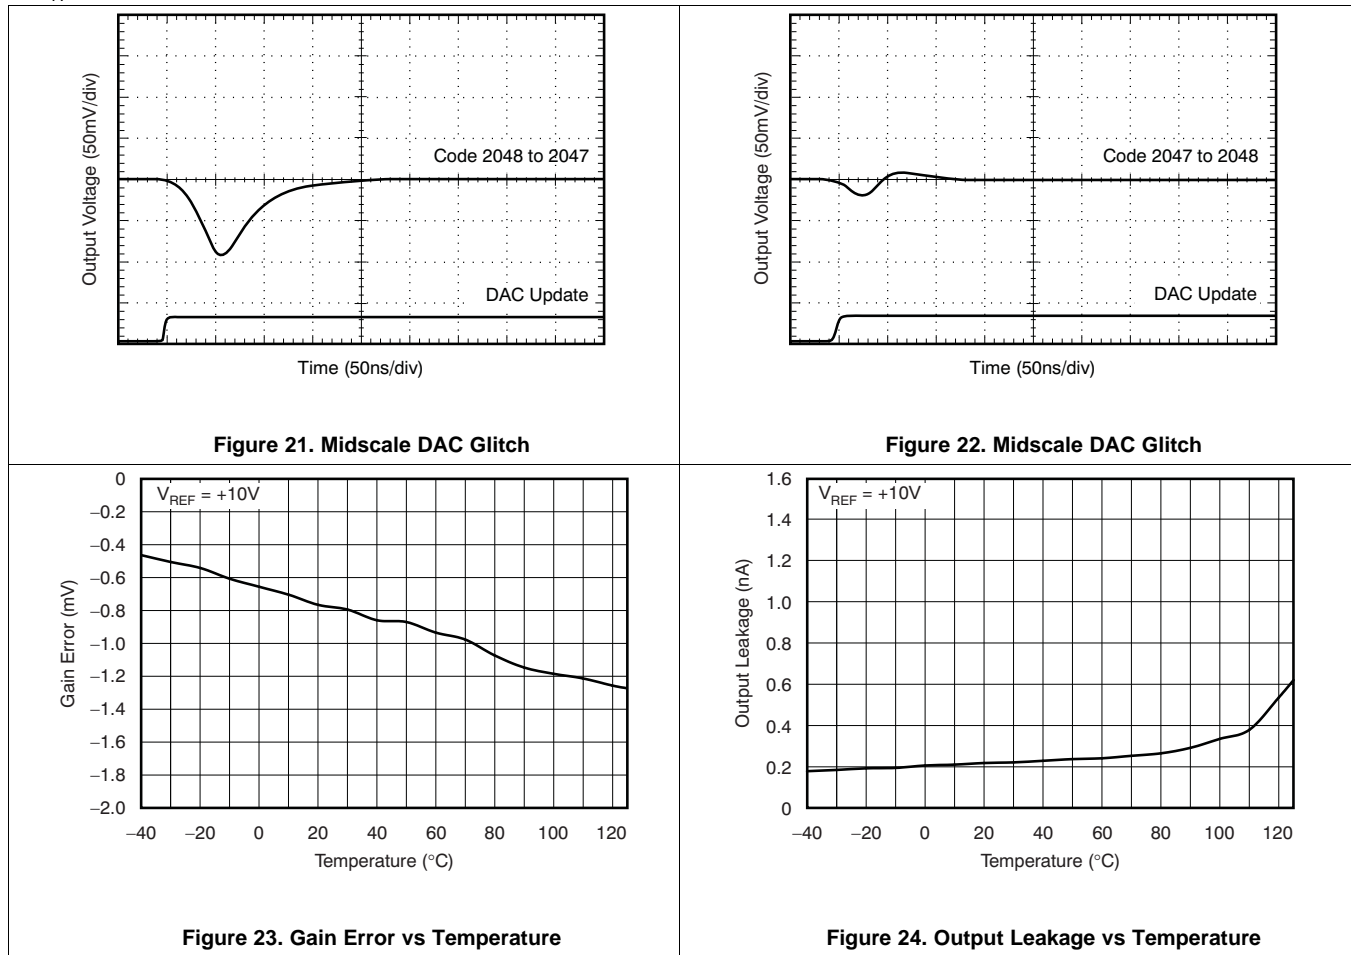 Output Voltage (50mV/div)
Code 2048 to 2047
DAC Update
Time (50ns/div)
Figure 21. Midscale DAC Glitch
Output Voltage (50mV/div)
Code 2047 to 2048
DAC Update
Time (50ns/div)
Figure 22. Midscale DAC Glitch
Gain Error (mV)
0
−0.2
−0.4
−0.6
−0.8
−1.0
−1.2
−1.4
−1.6
−1.8
−2.0
VREF = +10V
−40 −20 0 20 40 60 80 100 120
Temperature (°C)
Figure 23. Gain Error vs Temperature
Output Leakage (nA)
1.6
1.4
1.2
1.0
0.8
0.6
0.4
0.2
0
VREF = +10V
−40 −20 0 20 40 60 80 100 120
Temperature (°C)
Figure 24. Output Leakage vs Temperature